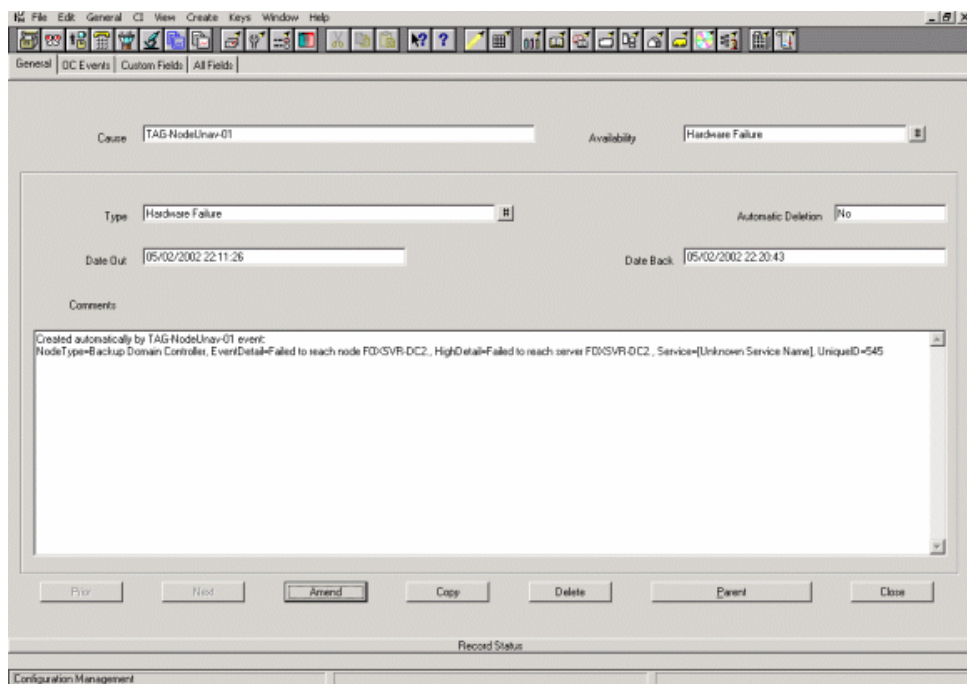 File Edit General CI View Create Keys Window Help
General OC Events Custom Fields All Fields
Cause TAG-NodeUnav-01 Availability Hardware Failure #
Type Hardware Failure # Automatic Deletion No
Date Out 05/02/2002 22:11:26 Date Back 05/02/2002 22:20:43
Comments
Created automatically by TAG-NodeUnav-01 event:
NodeType=Backup Domain Controller, EventDetail=Failed to reach node FOXSVR-DC2., HighDetail=Failed to reach server FOXSVR-DC2., Service=[Unknown Service Name], UniqueID=545
Prior Next Amend Copy Delete Parent Close
Record Status
Configuration Management